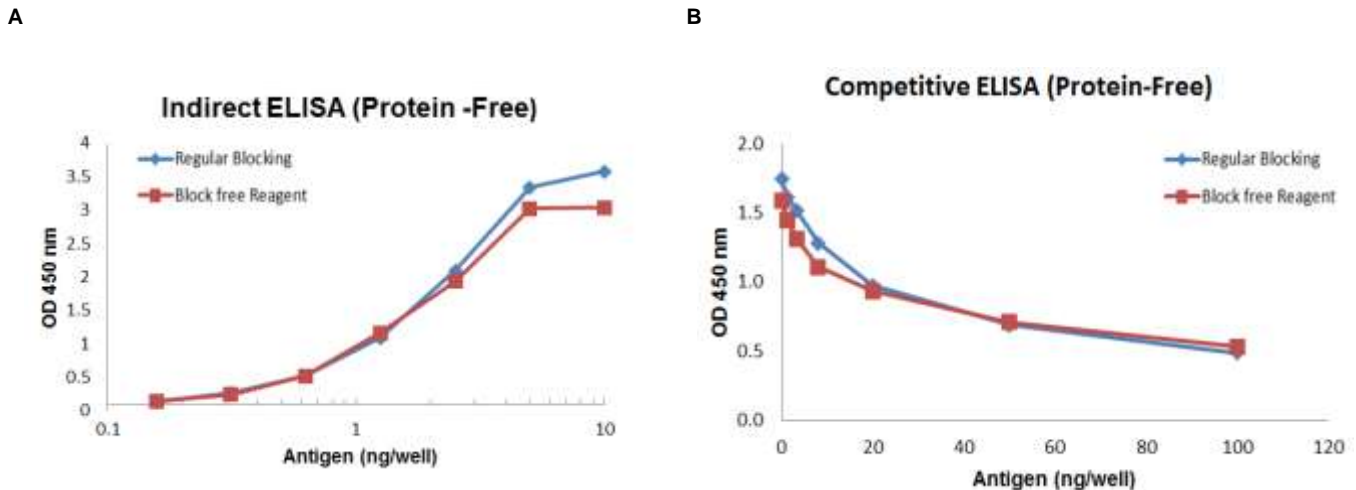 A
Indirect ELISA (Protein -Free)
4
3.5
3
2.5
2
1.5
1
0.5
0
OD 450 nm
Regular Blocking
Block free Reagent
0.1
1
10
Antigen (ng/well)
B
Competitive ELISA (Protein-Free)
2.0
1.5
1.0
0.5
0.0
OD 450 nm
Regular Blocking
Block free Reagent
0
20
40
60
80
100
120
Antigen (ng/well)